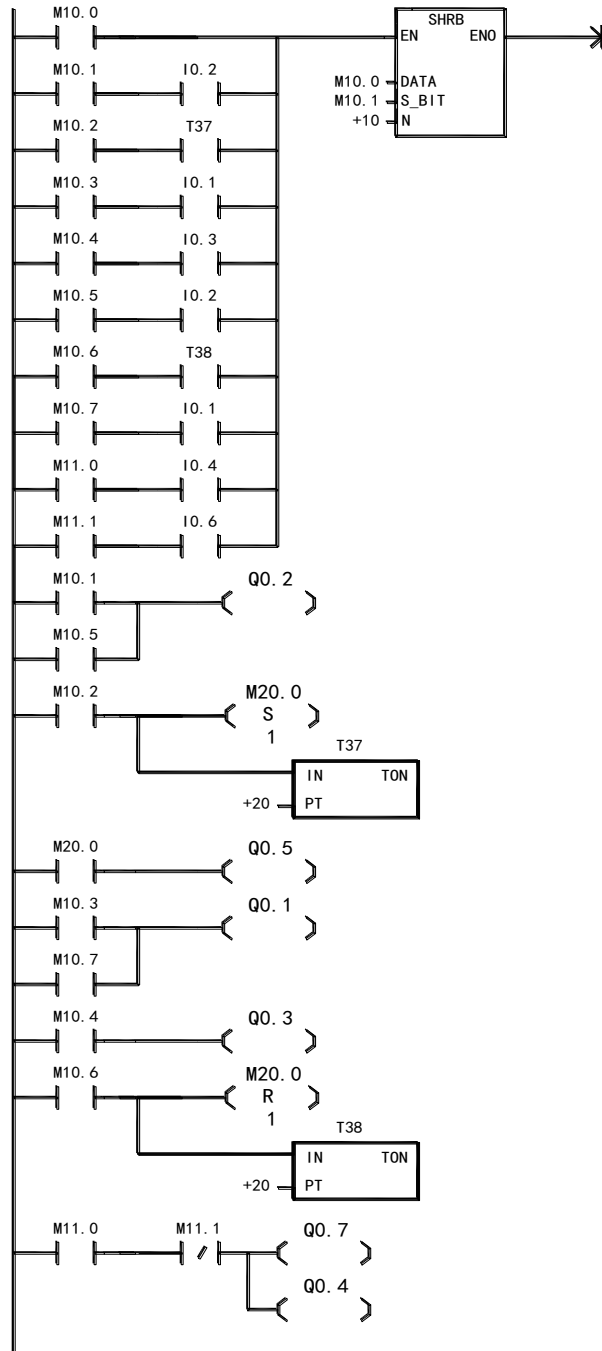 M10.0
SHRB
EN ENO
M10.1 I0.2
M10.0 DATA
M10.1 S_BIT
+10 N
M10.2 T37
M10.3 I0.1
M10.4 I0.3
M10.5 I0.2
M10.6 T38
M10.7 I0.1
M11.0 I0.4
M11.1 I0.6
M10.1 Q0.2
M10.5
M10.2 M20.0
S
1
T37
IN TON
+20 PT
M20.0 Q0.5
M10.3 Q0.1
M10.7
M10.4 Q0.3
M10.6 M20.0
R
1
T38
IN TON
+20 PT
M11.0 M11.1 Q0.7
Q0.4